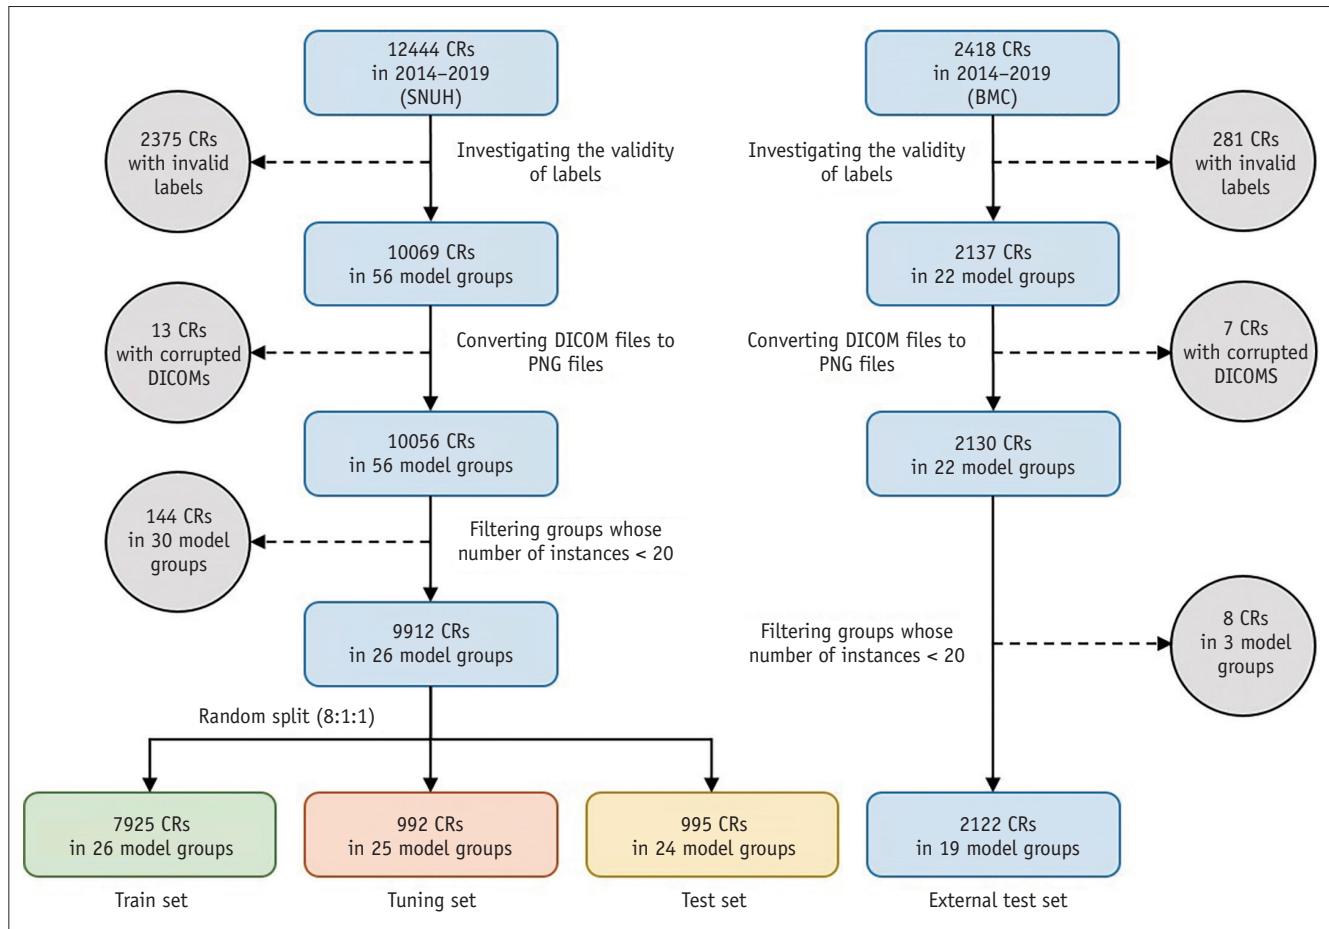 12444 CRs
in 2014–2019
(SNUH)
2418 CRs
in 2014–2019
(BMC)
2375 CRs
with invalid
labels
Investigating the validity
of labels
Investigating the validity
of labels
281 CRs
with invalid
labels
10069 CRs
in 56 model groups
2137 CRs
in 22 model groups
13 CRs
with corrupted
DICOMs
Converting DICOM files to
PNG files
Converting DICOM files to
PNG files
7 CRs
with corrupted
DICOMS
10056 CRs
in 56 model groups
2130 CRs
in 22 model groups
144 CRs
in 30 model
groups
Filtering groups whose
number of instances < 20
9912 CRs
in 26 model groups
Filtering groups whose
number of instances < 20
8 CRs
in 3 model
groups
Random split (8:1:1)
7925 CRs
in 26 model groups
992 CRs
in 25 model groups
995 CRs
in 24 model groups
2122 CRs
in 19 model groups
Train set
Tuning set
Test set
External test set